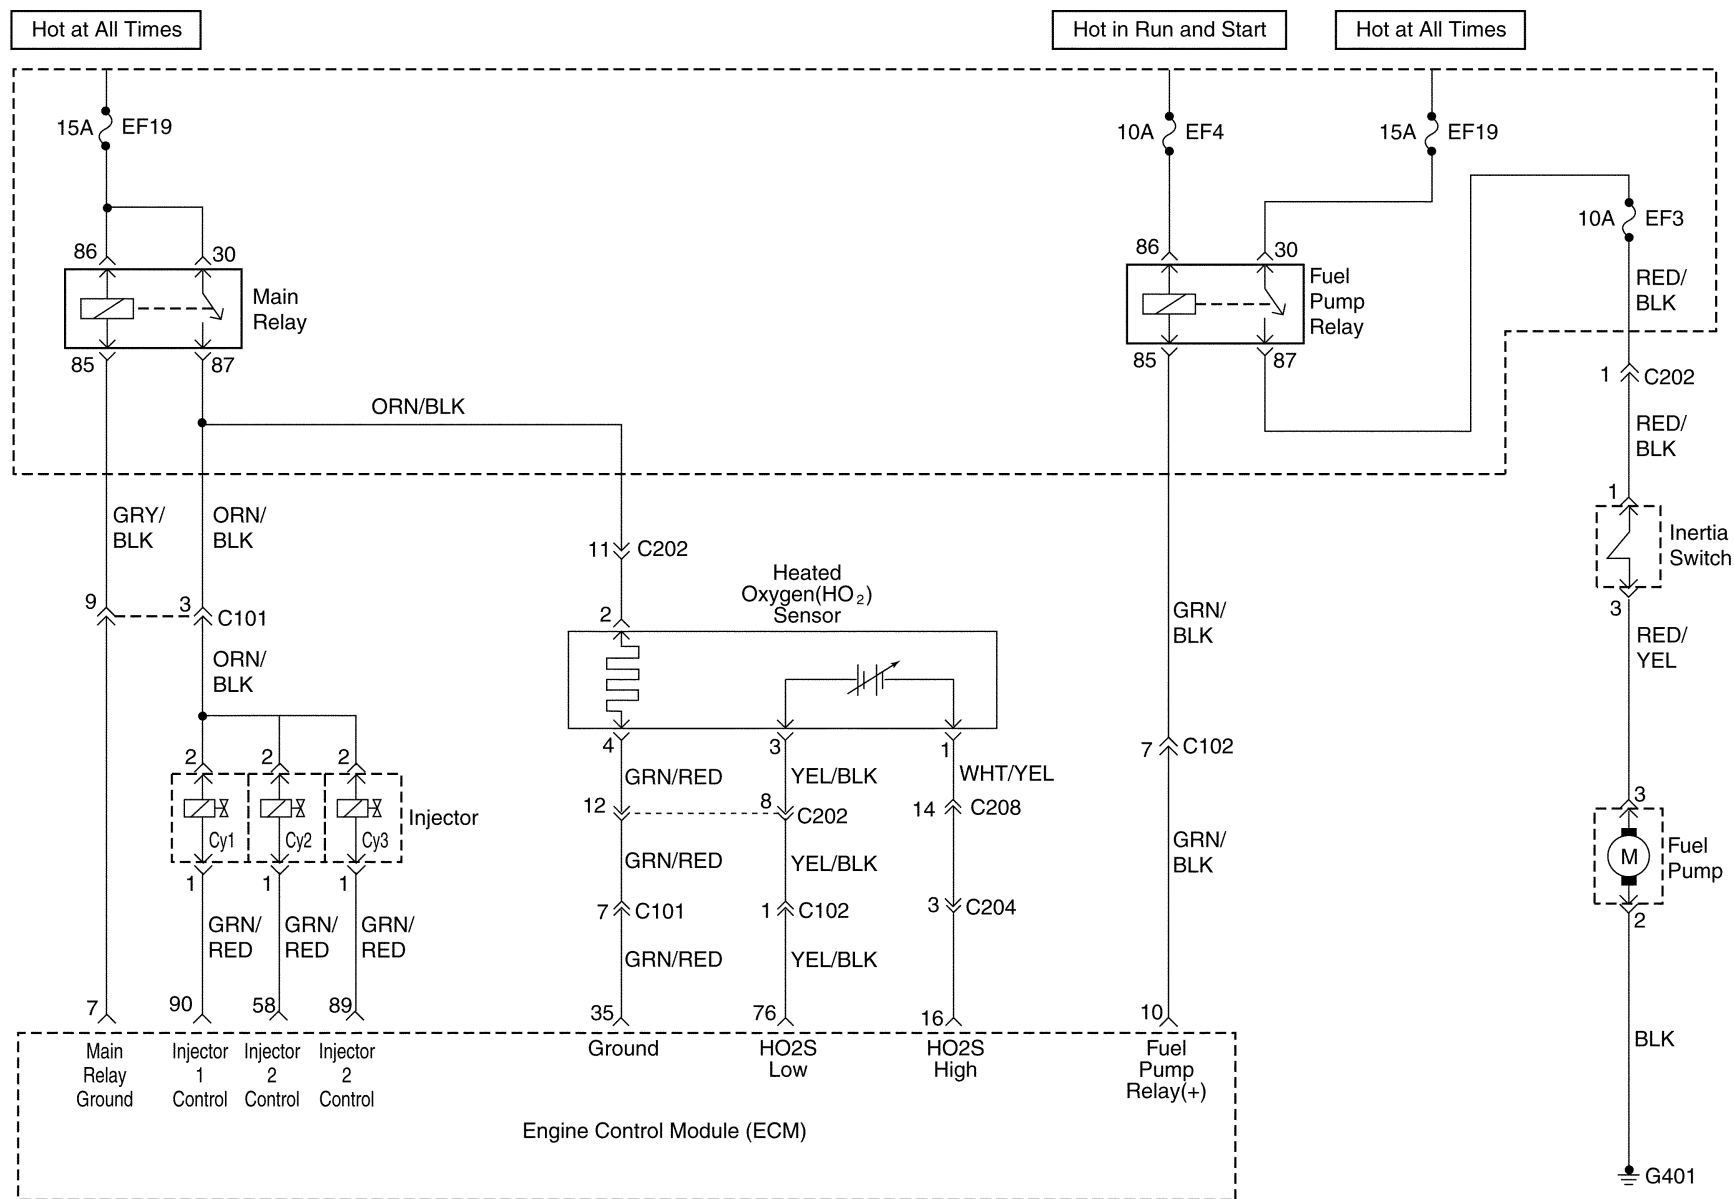 Hot at All Times
Hot in Run and Start
Hot at All Times
15A EF19
10A EF4
15A EF19
10A EF3
86
30
Main
Relay
85
87
86
30
Fuel
Pump
Relay
85
87
RED/
BLK
1
C202
RED/
BLK
ORN/BLK
GRY/
BLK
ORN/
BLK
9
3
C101
ORN/
BLK
11
C202
Heated
Oxygen(HO2)
Sensor
2
4
3
1
GRN/
BLK
1
Inertia
Switch
3
RED/
YEL
2
2
2
Cy1
Cy2
Cy3
Injector
1
1
1
GRN/
RED
GRN/
RED
GRN/
RED
GRN/RED
YEL/BLK
WHT/YEL
12
8
C202
14
C208
GRN/RED
YEL/BLK
7
C101
1
C102
3
C204
GRN/RED
YEL/BLK
7
C102
GRN/
BLK
3
M
Fuel
Pump
2
BLK
G401
7
90
58
89
35
76
16
10
Main
Relay
Ground
Injector
1
Control
Injector
2
Control
Injector
2
Control
Ground
HO2S
Low
HO2S
High
Fuel
Pump
Relay(+)
Engine Control Module (ECM)